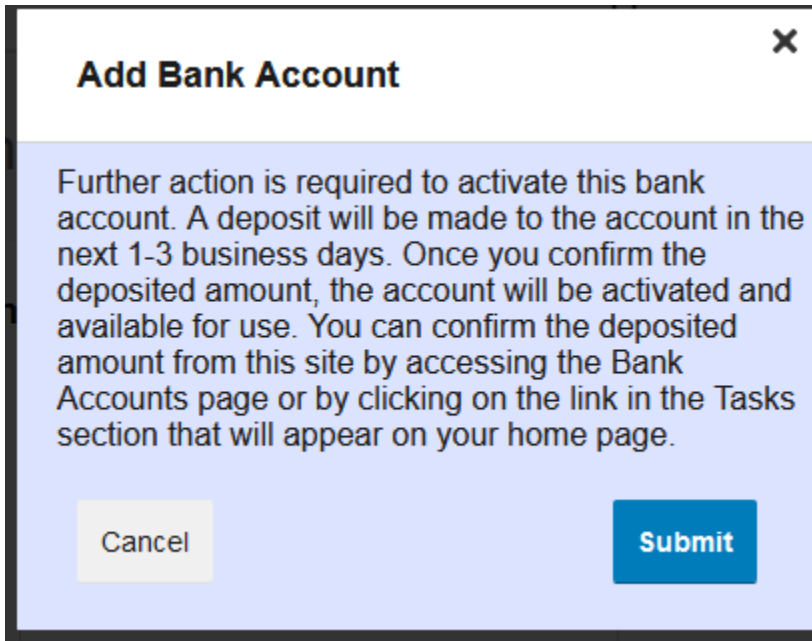 Add Bank Account
Further action is required to activate this bank
account. A deposit will be made to the account in the
next 1-3 business days. Once you confirm the
deposited amount, the account will be activated and
available for use. You can confirm the deposited
amount from this site by accessing the Bank
Accounts page or by clicking on the link in the Tasks
section that will appear on your home page.
Cancel
Submit